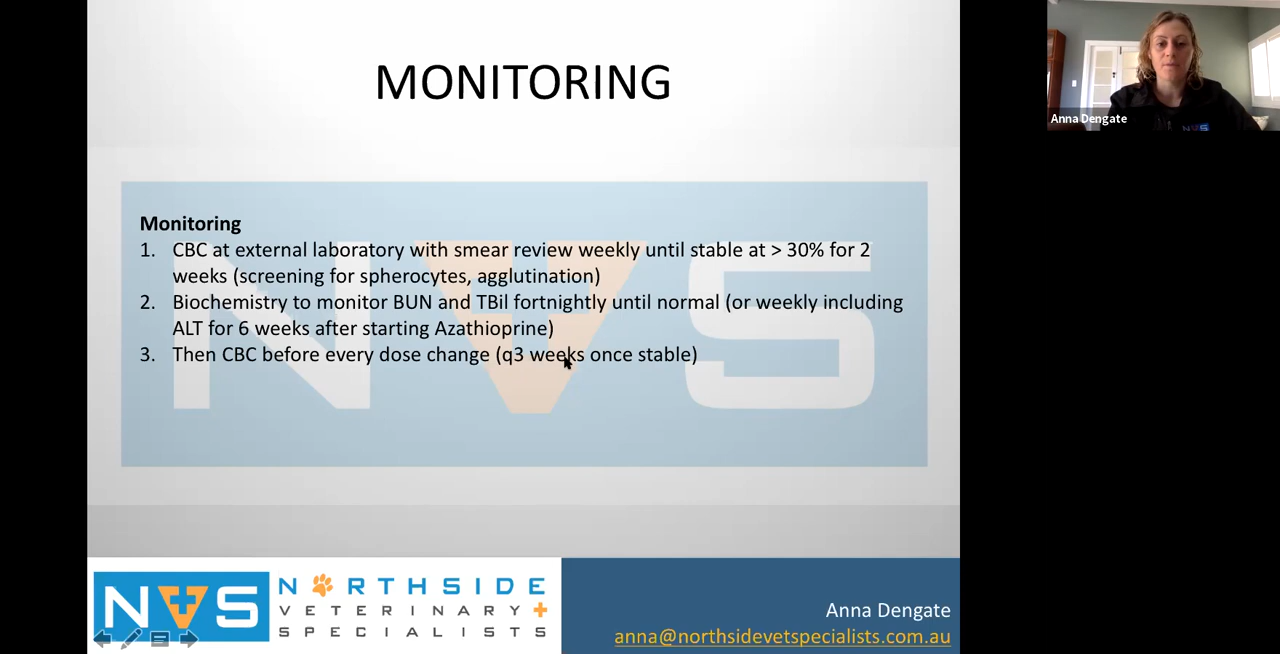 MONITORING
Anna Dengate
NVS
Monitoring
1. CBC at external laboratory with smear review weekly until stable at > 30% for 2
weeks (screening for spherocytes, agglutination)
2. Biochemistry to monitor BUN and TBil fortnightly until normal (or weekly including
ALT for 6 weeks after starting Azathioprine)
3. Then CBC before every dose change (q3 weeks once stable)
NVS
NVS
NORTHSIDE
VETERINARY
SPECIALISTS
Anna Dengate
anna@northsidevetspecialists.com.au